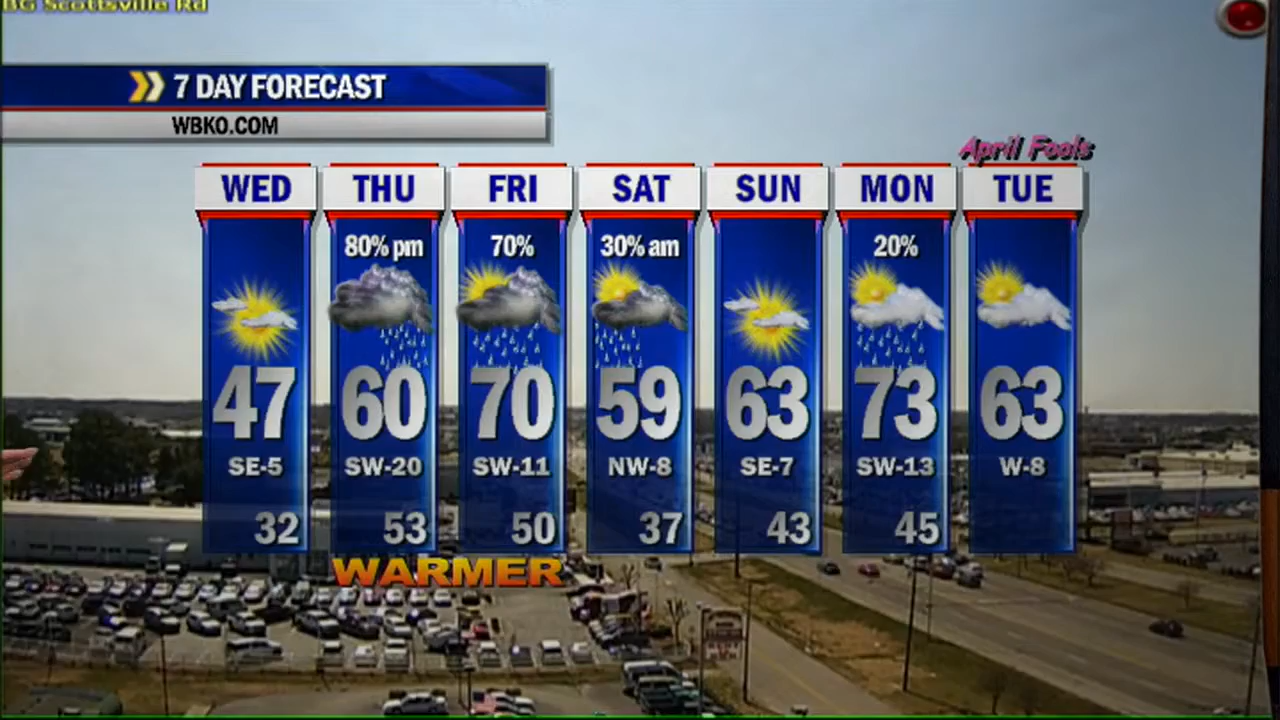 BG Scottsville Rd
7 DAY FORECAST
WBKO.COM
April Fools
WED THU FRI SAT SUN MON TUE
80% pm 70% 30% am 20%
47 60 70 59 63 73 63
SE-5 SW-20 SW-11 NW-8 SE-7 SW-13 W-8
32 53 50 37 43 45
WARMER